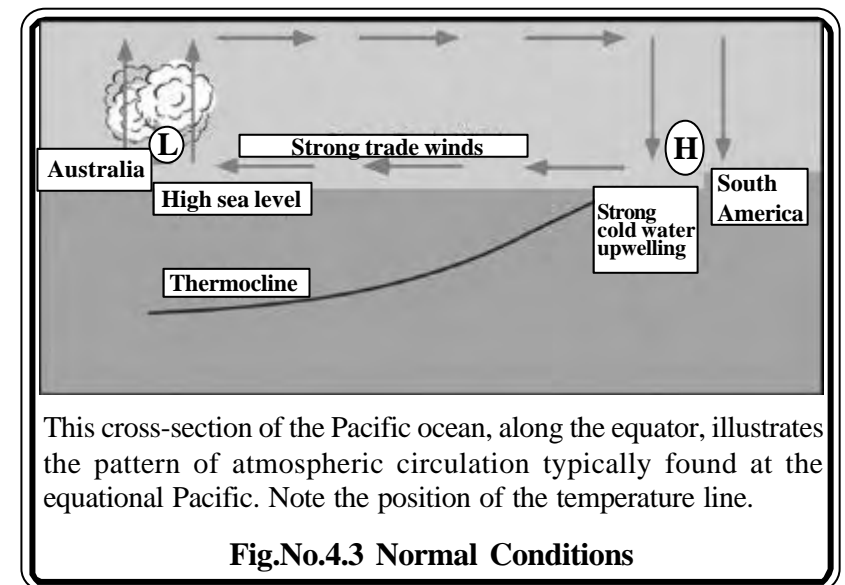 L
Strong trade winds
H
Australia
High sea level
South
America
Strong
cold water
upwelling
Thermocline
This cross-section of the Pacific ocean, along the equator, illustrates
the pattern of atmospheric circulation typically found at the
equational Pacific. Note the position of the temperature line.
Fig.No.4.3 Normal Conditions